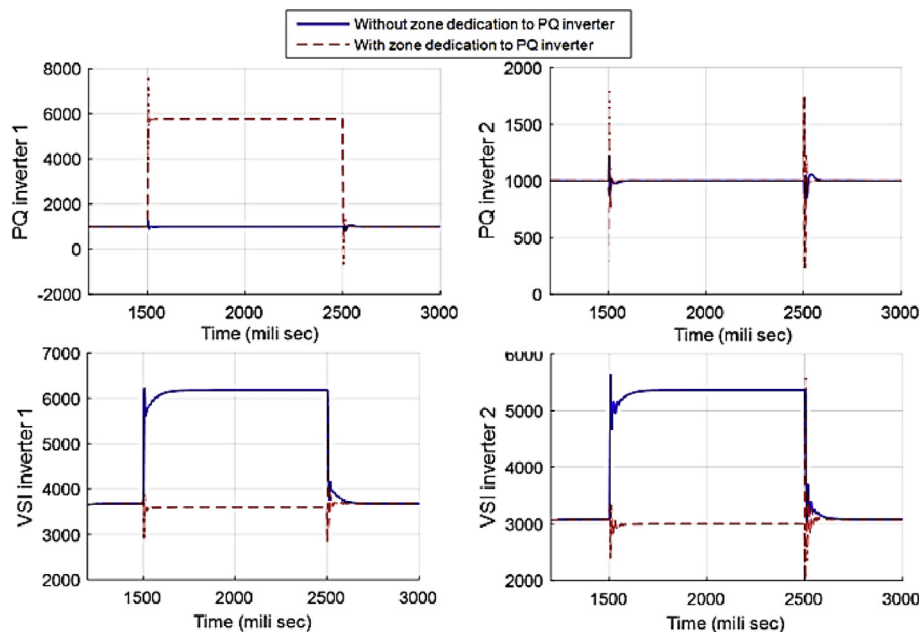 Without zone dedication to PQ inverter
With zone dedication to PQ inverter
8000
6000
4000
2000
0
-2000
PQ inverter 1
1500 2000 2500 3000
Time (mili sec)
2000
1500
1000
500
0
PQ inverter 2
1500 2000 2500 3000
Time (mili sec)
7000
6000
5000
4000
3000
2000
VSI inverter 1
1500 2000 2500 3000
Time (mili sec)
6000
5000
4000
3000
2000
VSI inverter 2
1500 2000 2500 3000
Time (mili sec)